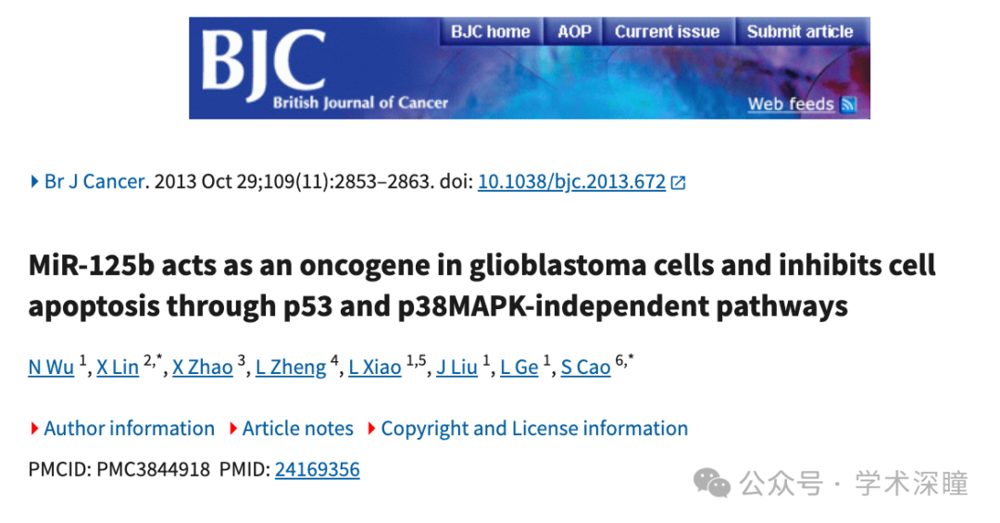 BJC home AOP Current issue Submit article
BJC
British Journal of Cancer
Web feeds
Br J Cancer. 2013 Oct 29;109(11):2853–2863. doi: 10.1038/bjc.2013.672
MiR-125b acts as an oncogene in glioblastoma cells and inhibits cell
apoptosis through p53 and p38MAPK-independent pathways
N Wu 1, X Lin 2,*, X Zhao 3, L Zheng 4, L Xiao 1,5, J Liu 1, L Ge 1, S Cao 6,*
Author information Article notes Copyright and License information
PMCID: PMC3844918 PMID: 24169356
公众号 · 学术深瞳